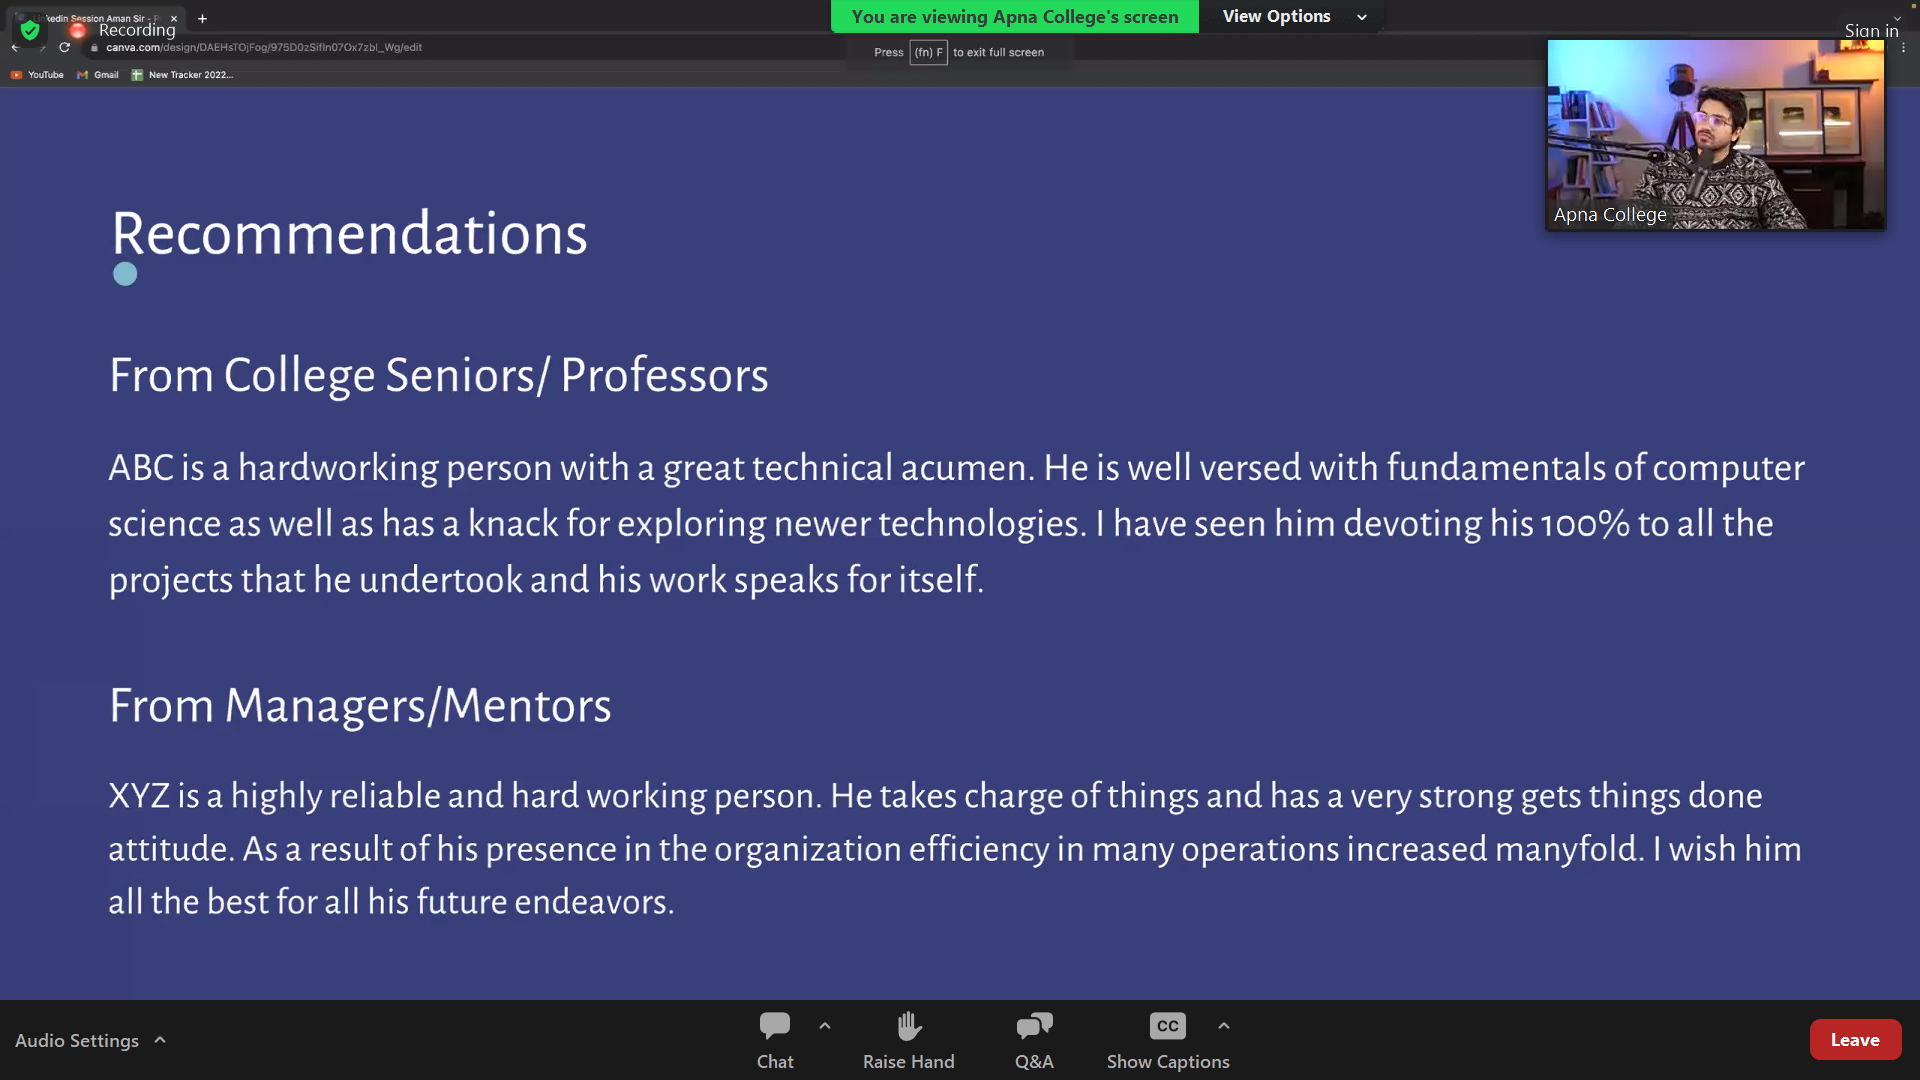 Linkedin Session Aman Sir - P
Recording
You are viewing Apna College's screen
View Options
Sign in
canva.com/design/DAEHsTOjFog/975D0zSifIn07Ox7zbI_Wg/edit
Press (fn) F to exit full screen
YouTube
Gmail
New Tracker 2022...
Apna College
Recommendations
From College Seniors/ Professors
ABC is a hardworking person with a great technical acumen. He is well versed with fundamentals of computer
science as well as has a knack for exploring newer technologies. I have seen him devoting his 100% to all the
projects that he undertook and his work speaks for itself.
From Managers/Mentors
XYZ is a highly reliable and hard working person. He takes charge of things and has a very strong gets things done
attitude. As a result of his presence in the organization efficiency in many operations increased manyfold. I wish him
all the best for all his future endeavors.
Audio Settings
Chat
Raise Hand
Q&A
CC
Show Captions
Leave